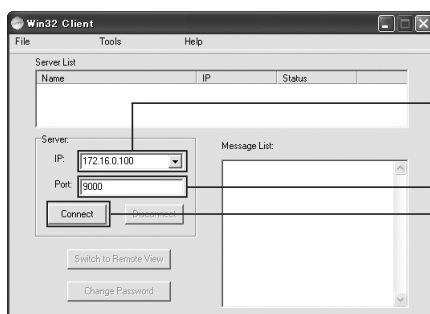 Win32 Client
File Tools Help
Server List
Name IP Status
Server:
Message List:
IP: 172.16.0.100
Port: 9000
Connect Disconnect
Switch to Remote View
Change Password